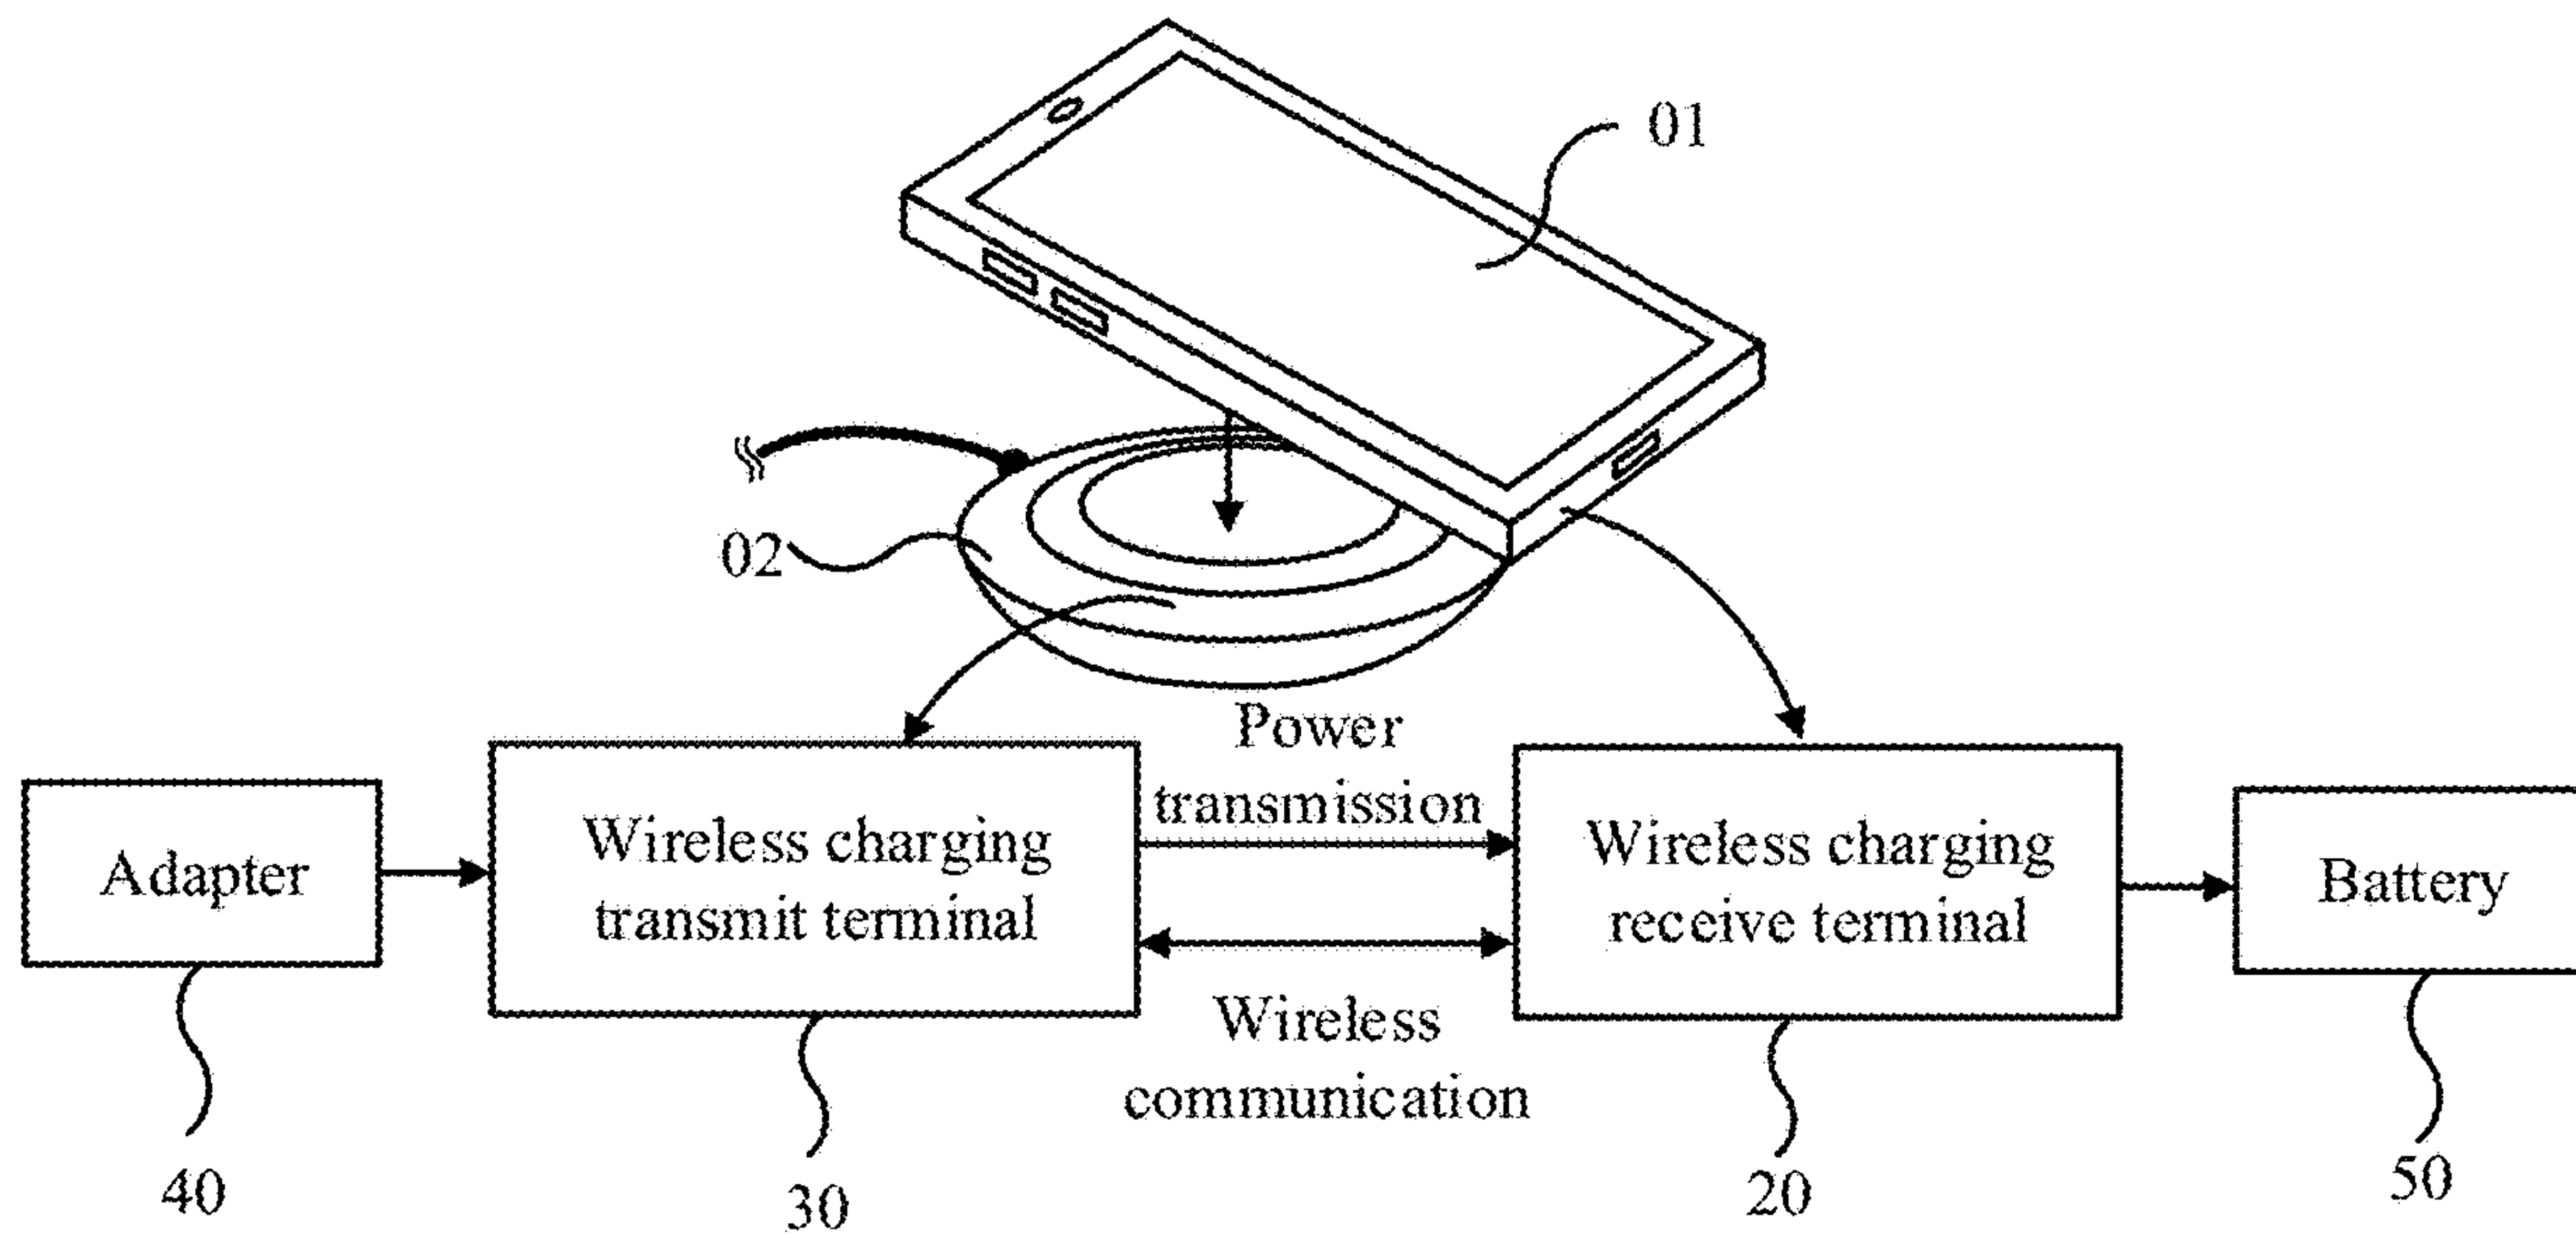 01
02
Power
transmission
Adapter
Wireless charging
transmit terminal
Wireless charging
receive terminal
Battery
Wireless
communication
40
30
20
50